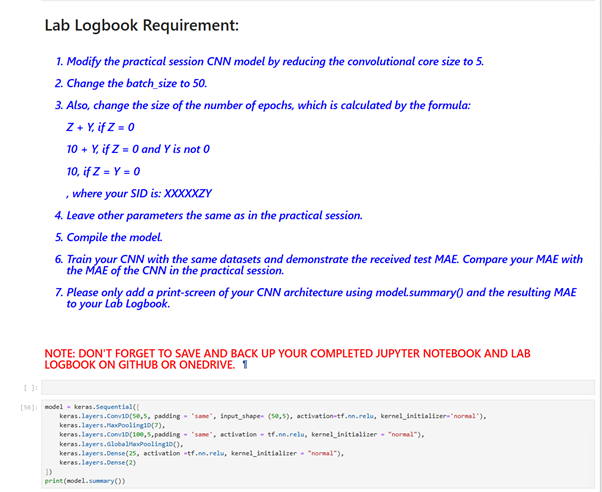 Lab Logbook Requirement:
1. Modify the practical session CNN model by reducing the convolutional core size to 5.
2. Change the batch_size to 50.
3. Also, change the size of the number of epochs, which is calculated by the formula:
Z + Y, if Z = 0
10 + Y, if Z = 0 and Y is not 0
10, if Z = Y = 0
, where your SID is: XXXXXZY
4. Leave other parameters the same as in the practical session.
5. Compile the model.
6. Train your CNN with the same datasets and demonstrate the received test MAE. Compare your MAE with
the MAE of the CNN in the practical session.
7. Please only add a print-screen of your CNN architecture using model.summary() and the resulting MAE
to your Lab Logbook.
NOTE: DON'T FORGET TO SAVE AND BACK UP YOUR COMPLETED JUPYTER NOTEBOOK AND LAB
LOGBOOK ON GITHUB OR ONEDRIVE. ¶
[ ]:
[56]: model = keras.Sequential([
keras.layers.Conv1D(50,5, padding = 'same', input_shape= (50,5), activation=tf.nn.relu, kernel_initializer='normal'),
keras.layers.MaxPooling1D(7),
keras.layers.Conv1D(100,5,padding = 'same', activation = tf.nn.relu, kernel_initializer = "normal"),
keras.layers.GlobalMaxPooling1D(),
keras.layers.Dense(25, activation =tf.nn.relu, kernel_initializer = "normal"),
keras.layers.Dense(2)
])
print(model.summary())